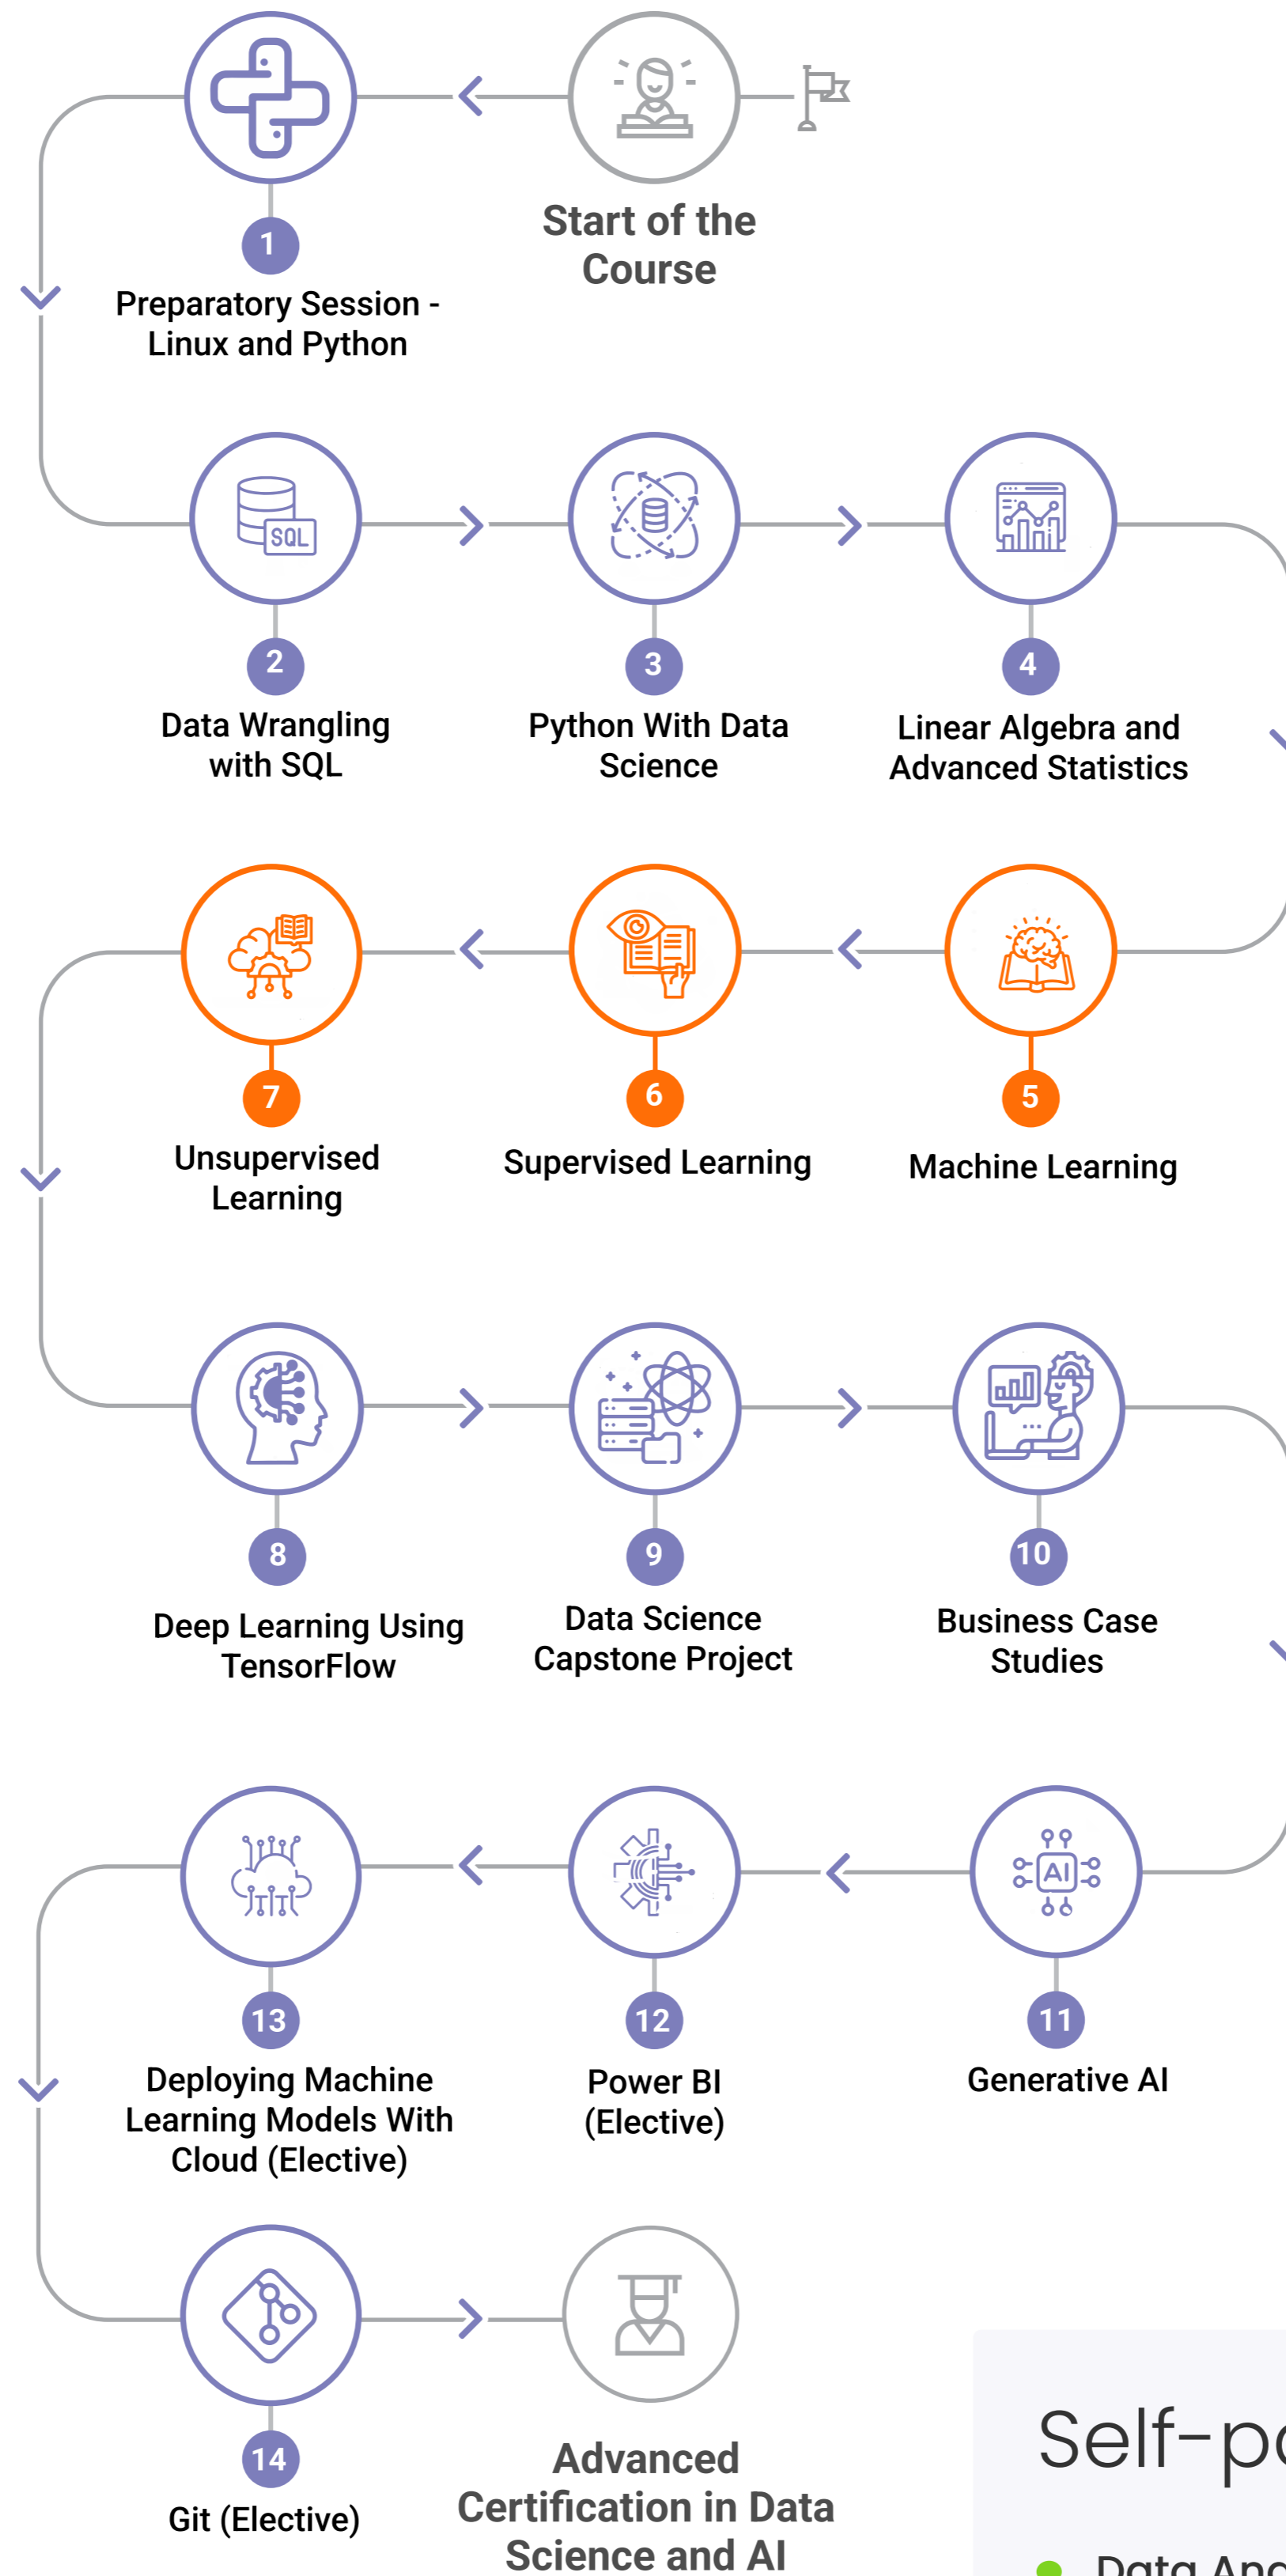 Start of the
Course
1
Preparatory Session -
Linux and Python
SQL
2
Data Wrangling
with SQL
3
Python With Data
Science
4
Linear Algebra and
Advanced Statistics
5
Machine Learning
6
Supervised Learning
7
Unsupervised
Learning
8
Deep Learning Using
TensorFlow
9
Data Science
Capstone Project
10
Business Case
Studies
AI
11
Generative AI
12
Power BI
(Elective)
13
Deploying Machine
Learning Models With
Cloud (Elective)
14
Git (Elective)
Advanced
Certification in Data
Science and AI
Data